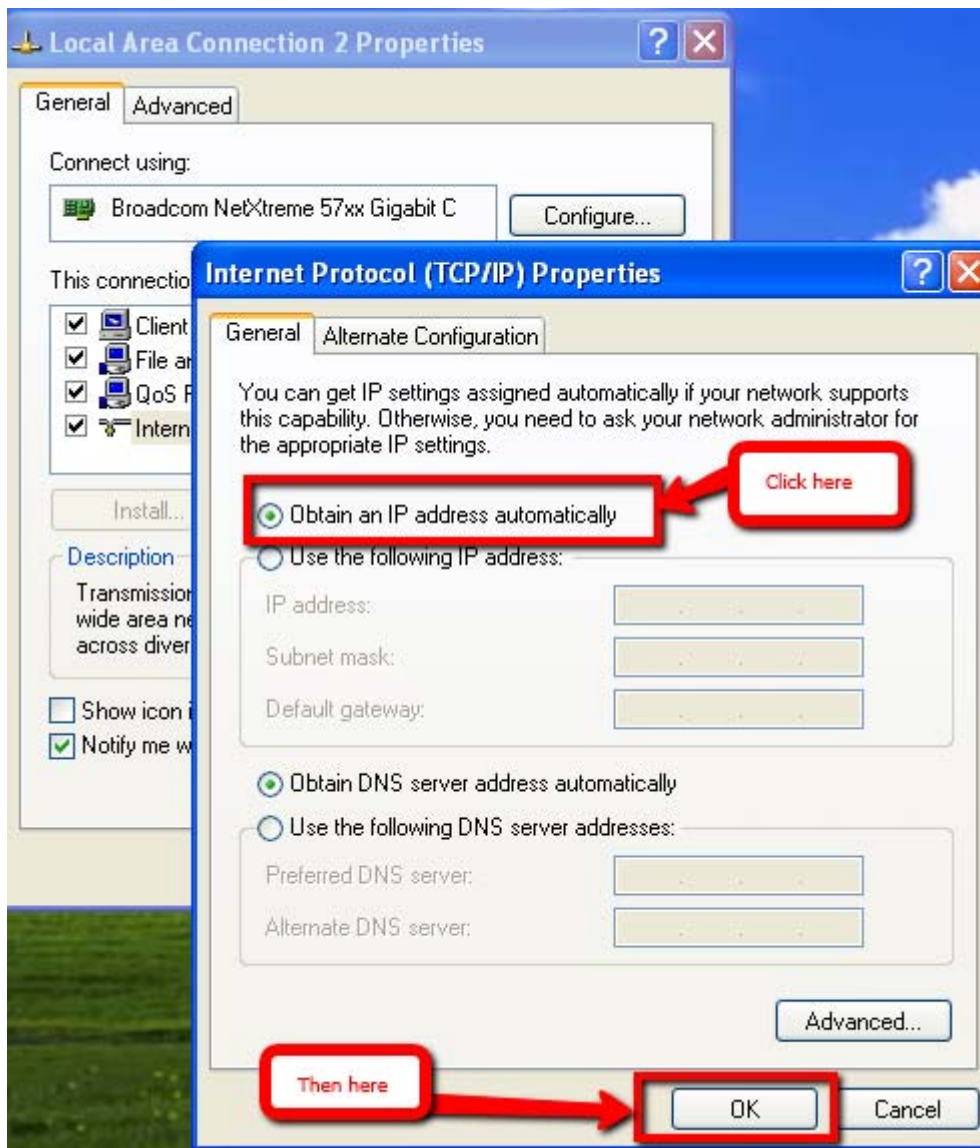 Local Area Connection 2 Properties
General
Advanced
Connect using:
Broadcom NetXtreme 57xx Gigabit C
Configure...
This connectio
Client
File ar
QoS P
Intern
Install...
Description
Transmission
wide area ne
across diver
Show icon i
Notify me w
Internet Protocol (TCP/IP) Properties
General
Alternate Configuration
You can get IP settings assigned automatically if your network supports
this capability. Otherwise, you need to ask your network administrator for
the appropriate IP settings.
Click here
Obtain an IP address automatically
Use the following IP address:
IP address:
Subnet mask:
Default gateway:
Obtain DNS server address automatically
Use the following DNS server addresses:
Preferred DNS server:
Alternate DNS server:
Advanced...
Then here
OK
Cancel